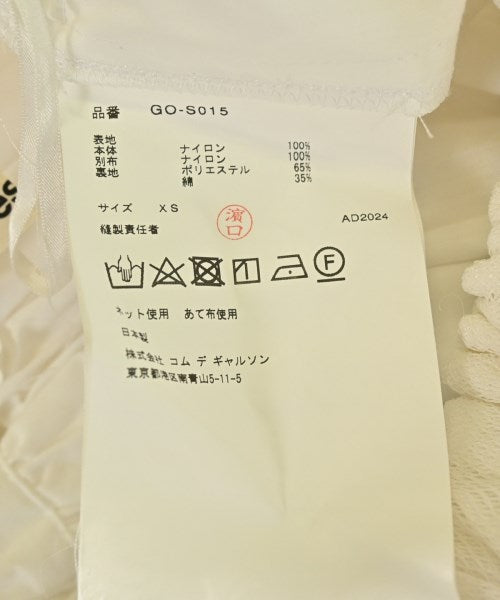 品番 GO-S015
表地
本体 ナイロン 100%
別布 ナイロン 100%
裏地 ポリエステル 65%
綿 35%
サイズ XS
濱口
AD2024
縫製責任者
F
ネット使用 あて布使用
日本製
株式会社 コム デ ギャルソン
東京都港区南青山5-11-5